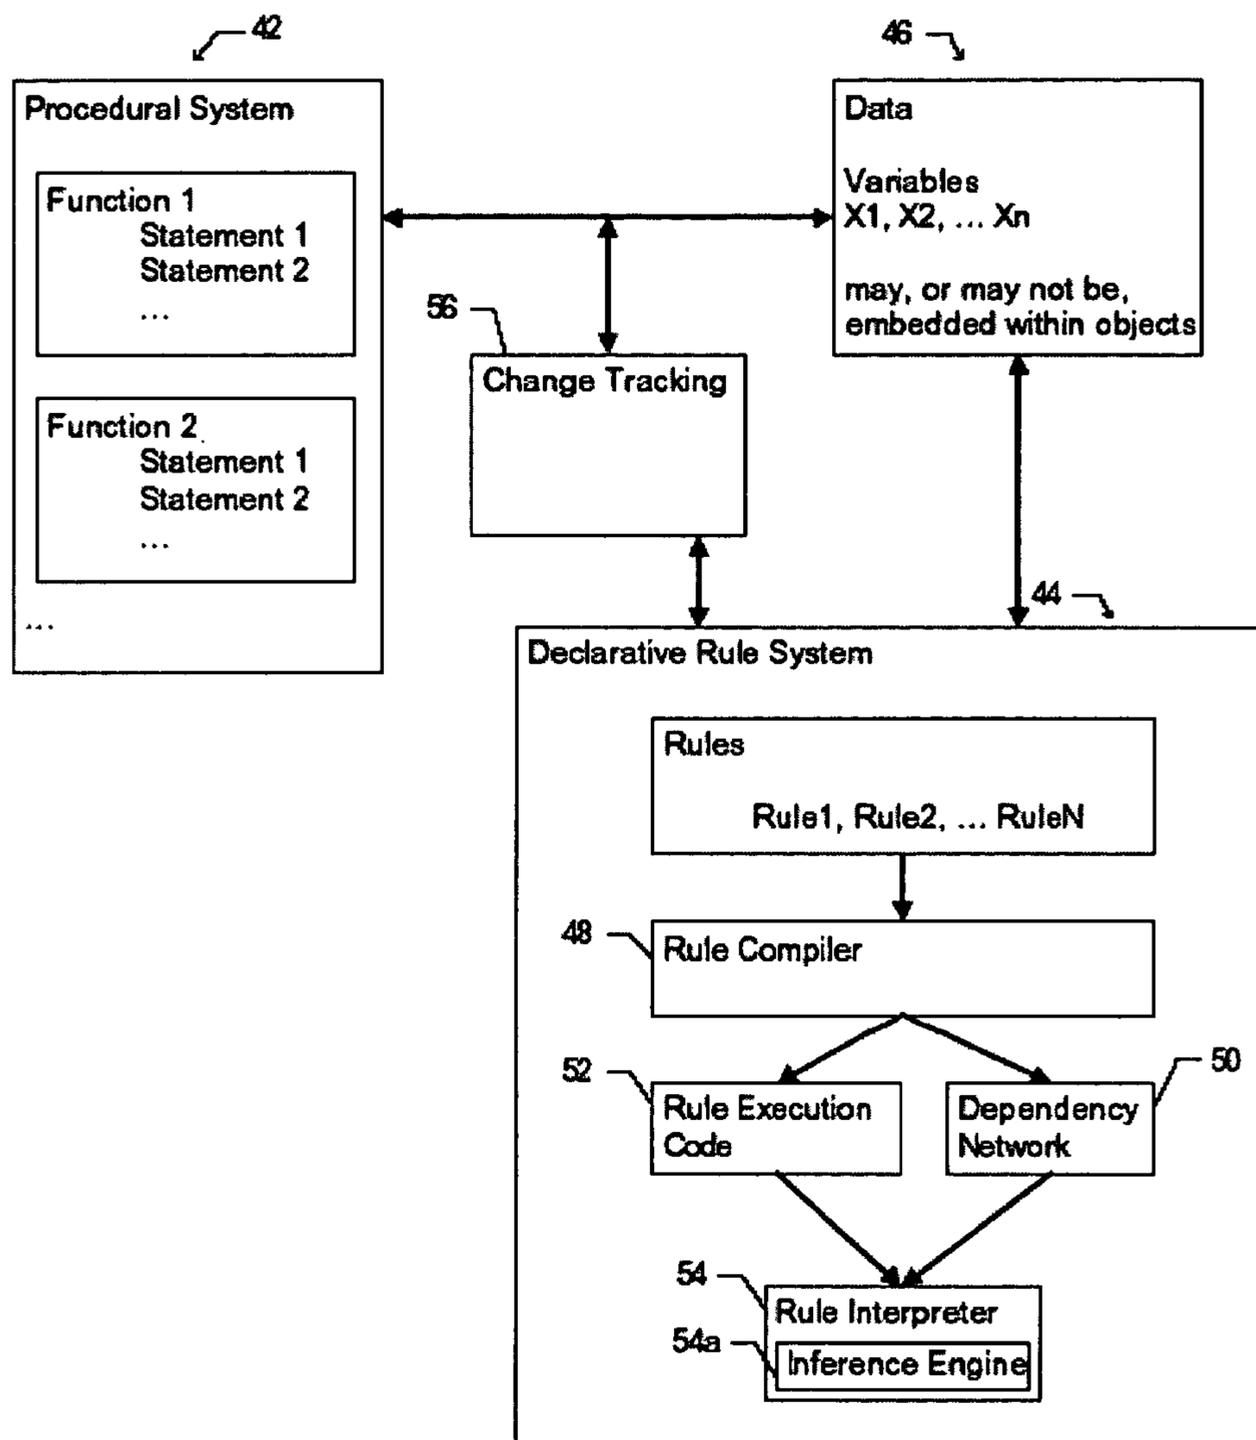 42
Procedural System
Function 1
Statement 1
Statement 2
...
Function 2
Statement 1
Statement 2
...
...
46
Data
Variables
X1, X2, ... Xn
may, or may not be,
embedded within objects
56
Change Tracking
44
Declarative Rule System
Rules
Rule1, Rule2, ... RuleN
48
Rule Compiler
52
Rule Execution
Code
50
Dependency
Network
54
Rule Interpreter
54a
Inference Engine